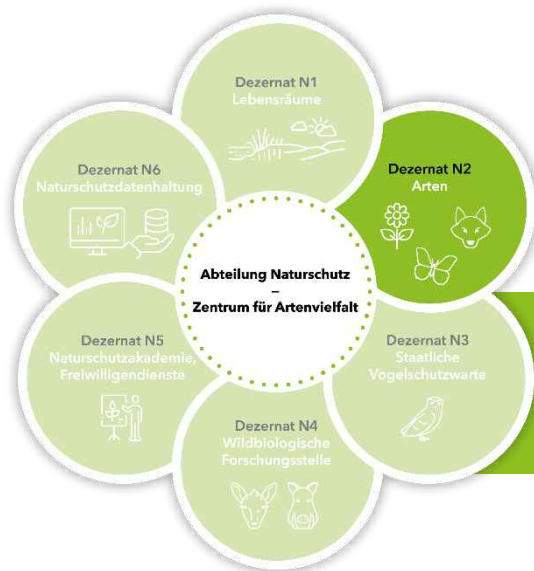 Dezernat N1
Lebensräume
Dezernat N2
Arten
Dezernat N3
Staatliche
Vogelschutzwarte
Dezernat N4
Wildbiologische
Forschungsstelle
Dezernat N5
Naturschutzakademie,
Freiwilligendienste
Dezernat N6
Naturschutzdatenhaltung
Abteilung Naturschutz
–
Zentrum für Artenvielfalt